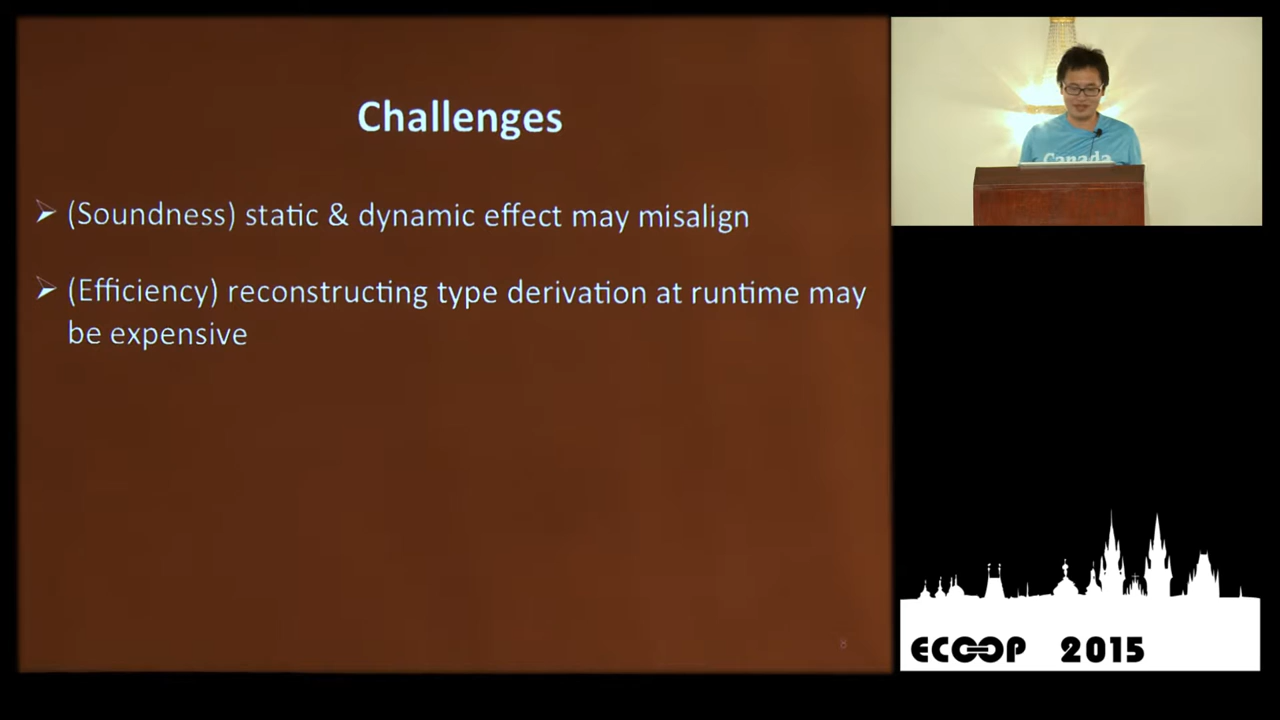 Challenges
(Soundness) static & dynamic effect may misalign
(Efficiency) reconstructing type derivation at runtime may
be expensive
8
Canada
ECOOP 2015